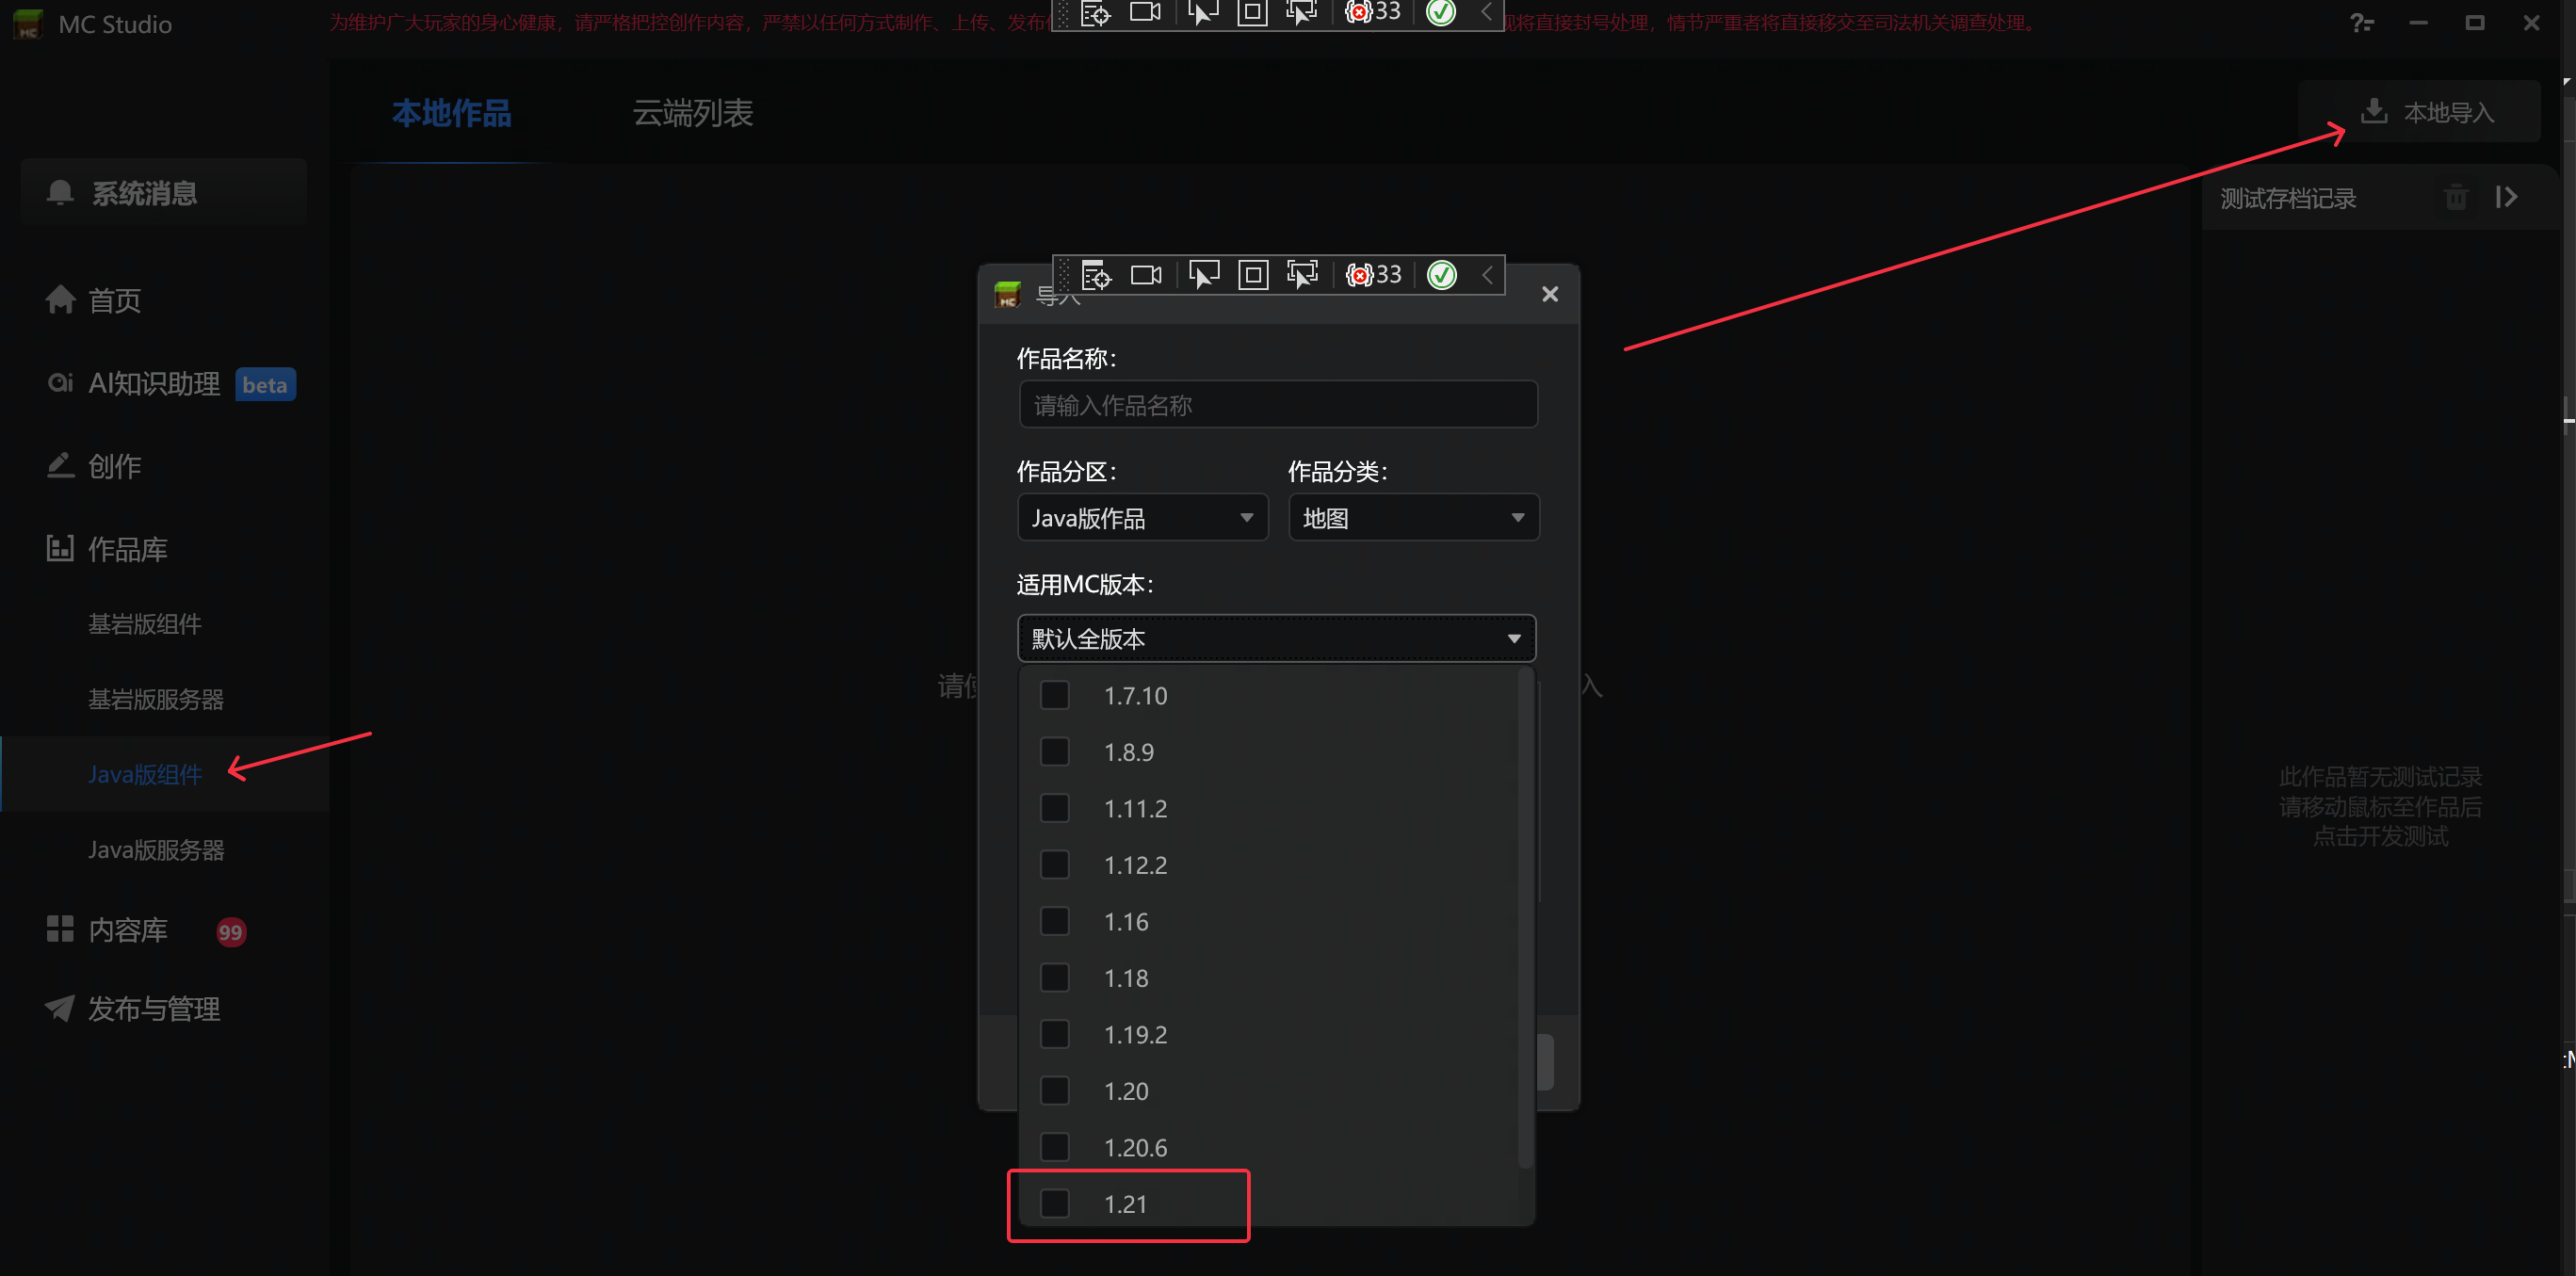 MC Studio
为维护广大玩家的身心健康，请严格把控创作内容，严禁以任何方式制作、上传、发布
现将直接封号处理，情节严重者将直接移交至司法机关调查处理。
33
本地作品
云端列表
本地导入
系统消息
测试存档记录
首页
AI知识助理 beta
创作
作品库
基岩版组件
基岩版服务器
Java版组件
Java版服务器
内容库 99
发布与管理
导入
33
作品名称：
请输入作品名称
作品分区：
作品分类：
Java版作品
地图
适用MC版本：
默认全版本
1.7.10
1.8.9
1.11.2
1.12.2
1.16
1.18
1.19.2
1.20
1.20.6
1.21
请使
入
此作品暂无测试记录
请移动鼠标至作品后
点击开发测试